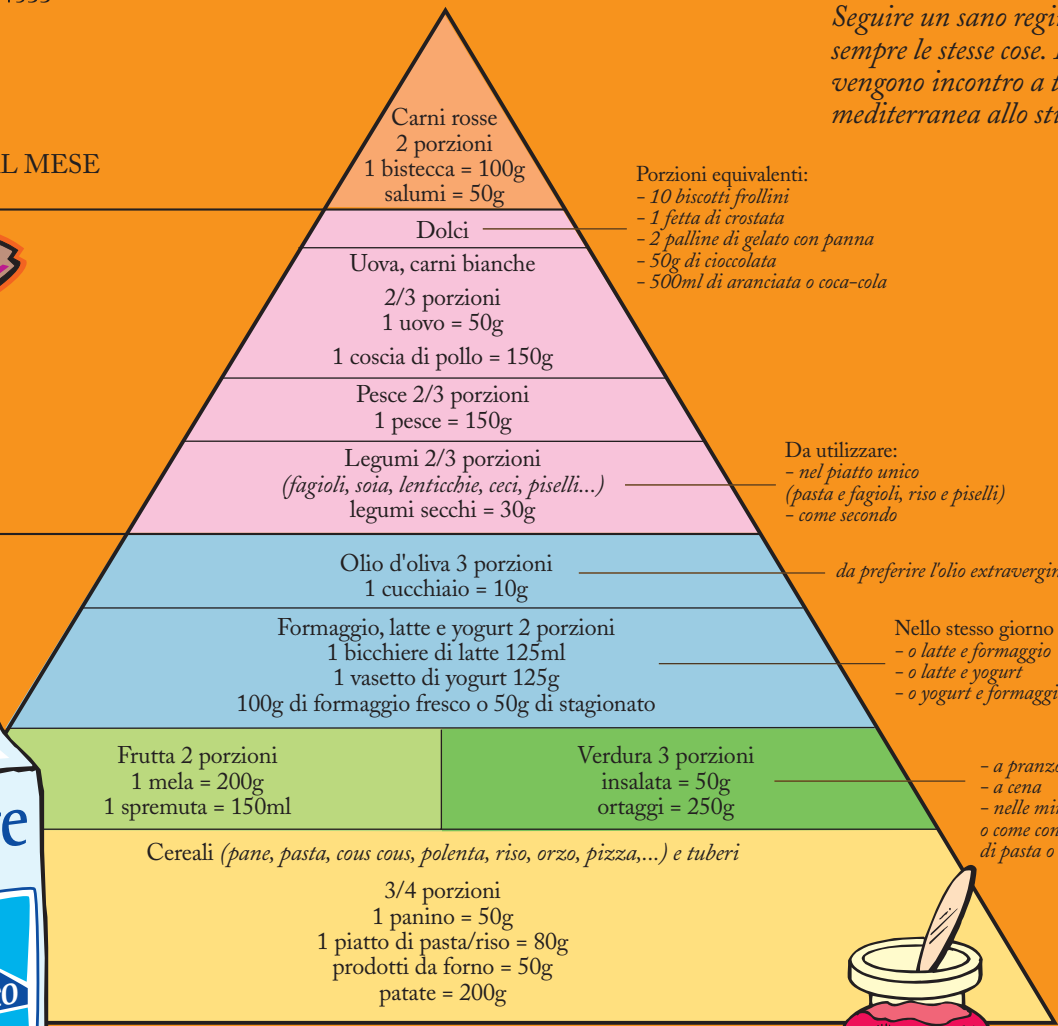 Seguire un sano
sempre le stesse cose.
vengono incontro a
mediterranea allo
L MESE
Carni rosse
2 porzioni
1 bistecca = 100g
salumi = 50g
Dolci
Porzioni equivalenti:
- 10 biscotti frollini
- 1 fetta di crostata
- 2 palline di gelato con panna
- 50g di cioccolata
- 500ml di aranciata o coca-cola
Uova, carni bianche
2/3 porzioni
1 uovo = 50g
1 coscia di pollo = 150g
Pesce 2/3 porzioni
1 pesce = 150g
Legumi 2/3 porzioni
(fagioli, soia, lenticchie, ceci, piselli...)
legumi secchi = 30g
Da utilizzare:
- nel piatto unico
(pasta e fagioli, riso e piselli)
- come secondo
Olio d'oliva 3 porzioni
1 cucchiaio = 10g
da preferire l'olio
Formaggio, latte e yogurt 2 porzioni
1 bicchiere di latte 125ml
1 vasetto di yogurt 125g
100g di formaggio fresco o 50g di stagionato
Nello stesso giorno
- o latte e formaggio
- o latte e yogurt
- o yogurt e
Frutta 2 porzioni
1 mela = 200g
1 spremuta = 150ml
Verdura 3 porzioni
insalata = 50g
ortaggi = 250g
- a
- a cena
- nelle
o come
di pasta o
Cereali (pane, pasta, cous cous, polenta, riso, orzo, pizza,...) e tuberi
3/4 porzioni
1 panino = 50g
1 piatto di pasta/riso = 80g
prodotti da forno = 50g
patate = 200g